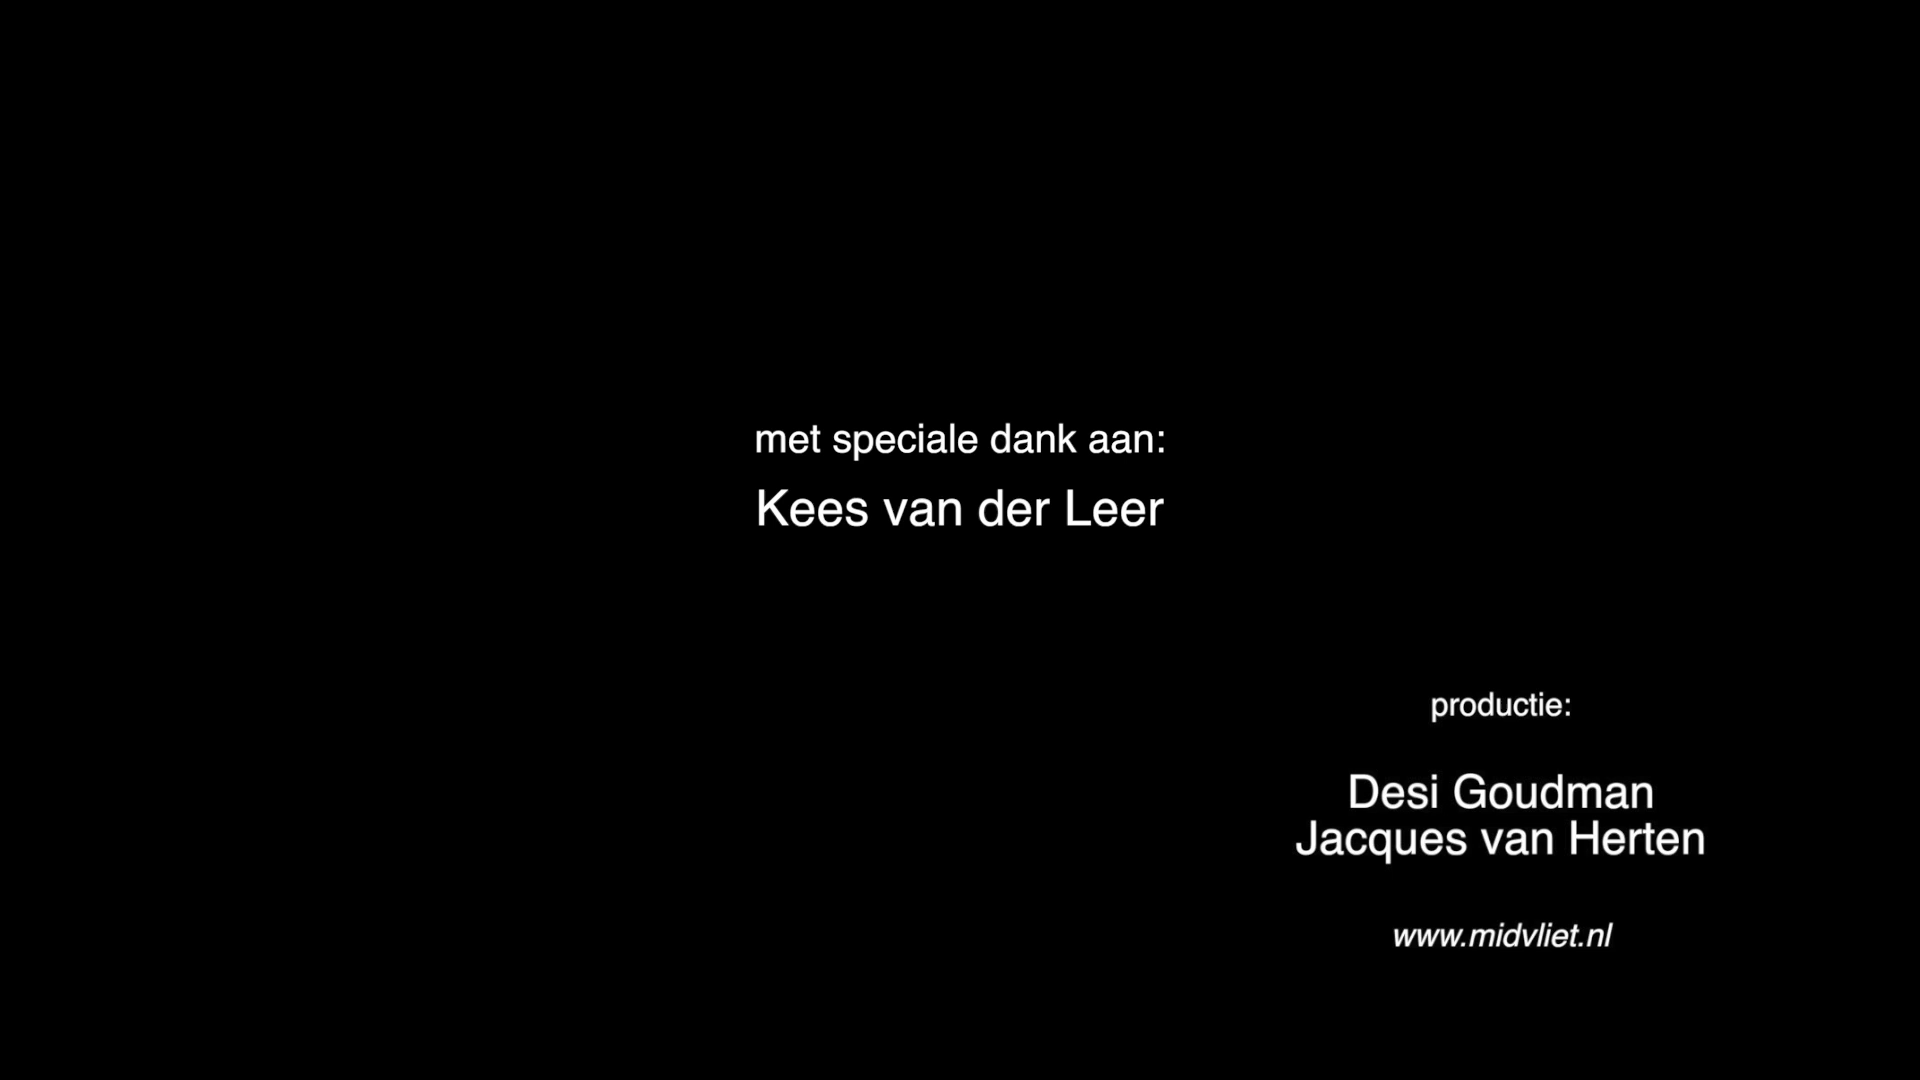 met speciale dank aan:
Kees van der Leer
productie:
Desi Goudman
Jacques van Herten
www.midvliet.nl